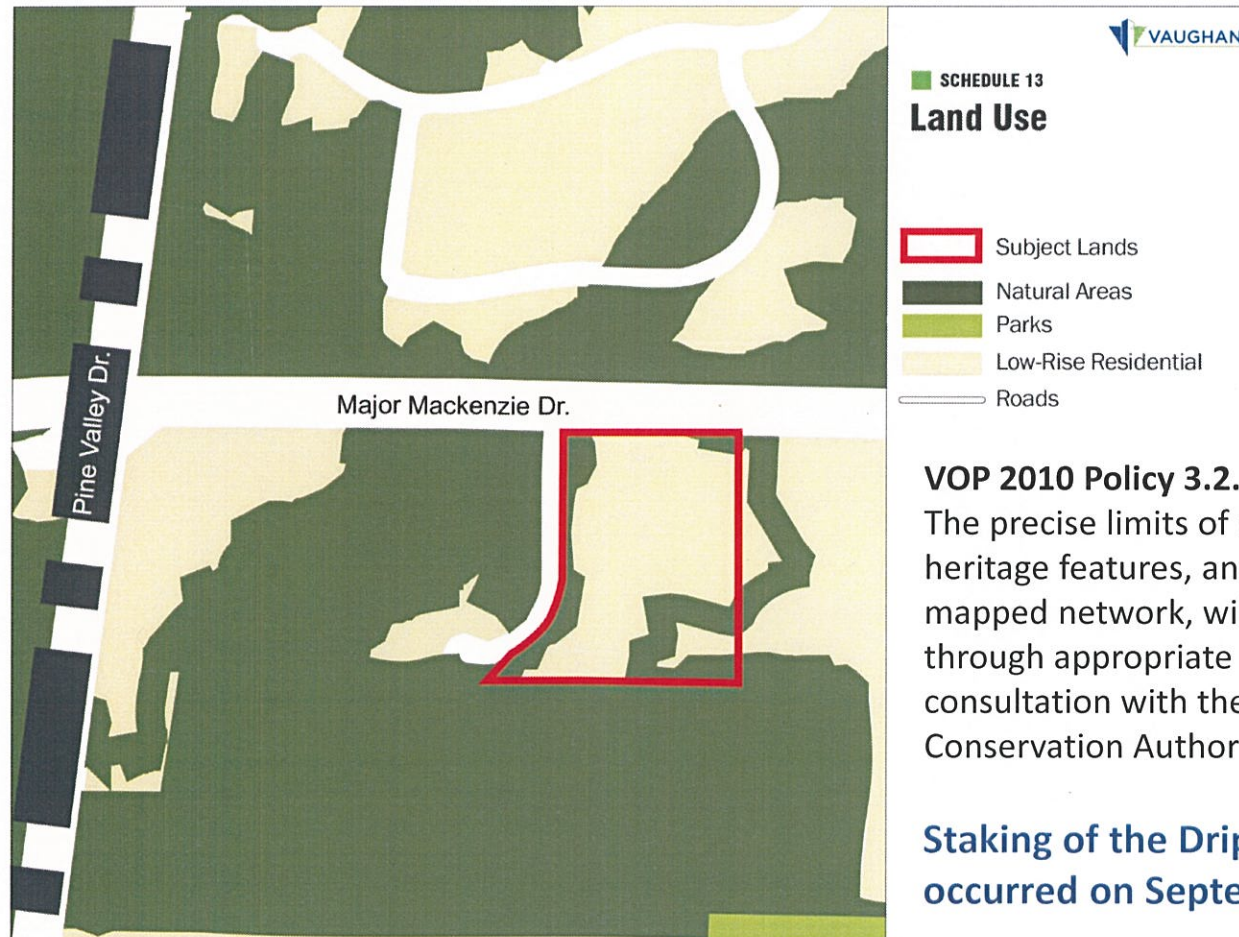 VAUGHAN
SCHEDULE 13
Land Use
Subject Lands
Natural Areas
Parks
Low-Rise Residential
Roads
Pine Valley Dr.
Major Mackenzie Dr.
VOP 2010 Policy 3.2.
The precise limits of
heritage features, an
mapped network, wi
through appropriate
consultation with the
Conservation Author
Staking of the Drip
occurred on Septe